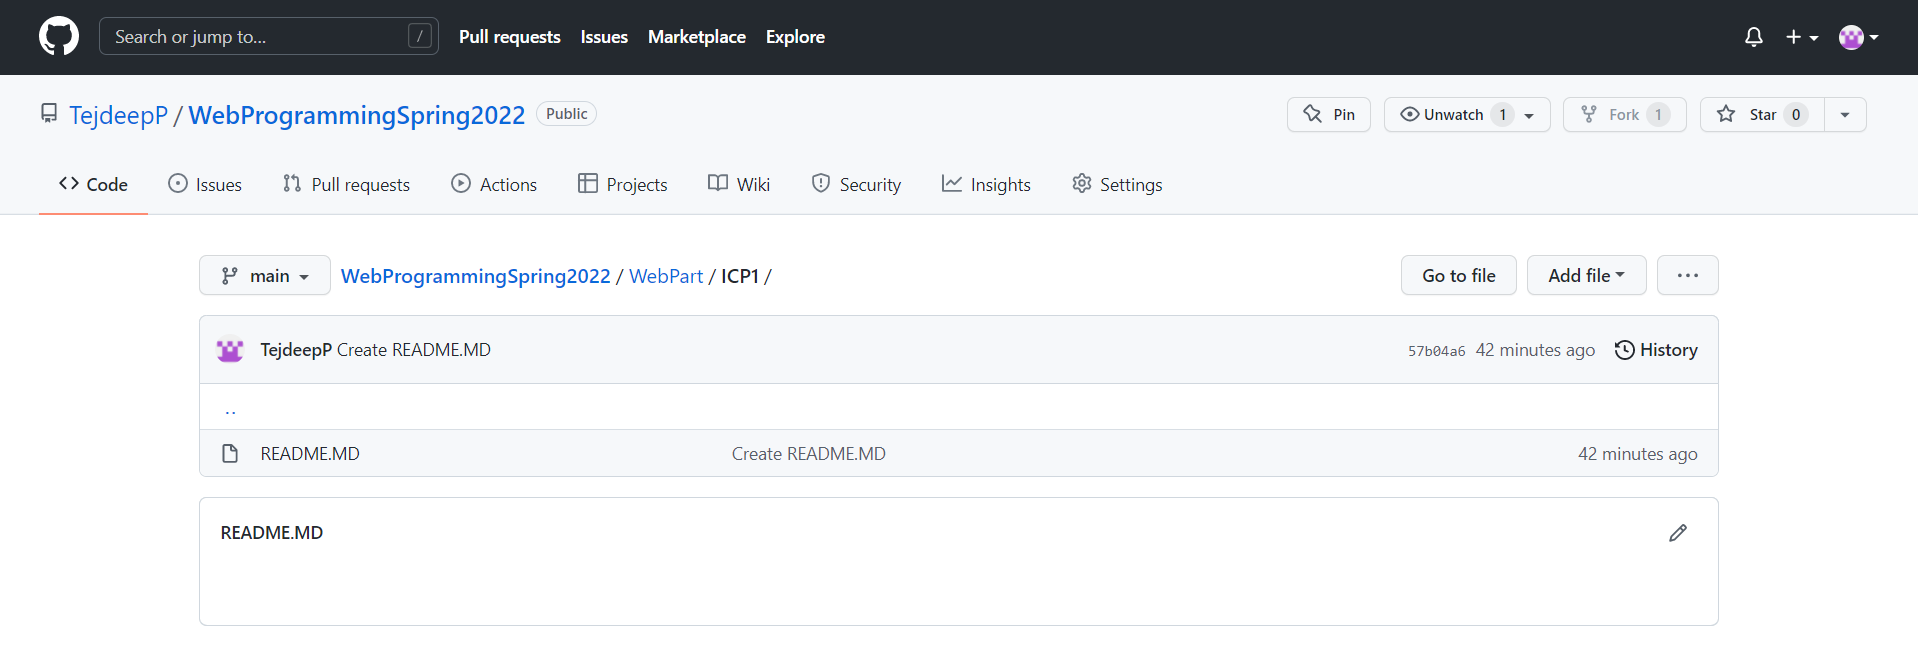 Search or jump to... / Pull requests Issues Marketplace Explore
TejdeepP / WebProgrammingSpring2022 Public Pin Unwatch 1 Fork 1 Star 0
Code Issues Pull requests Actions Projects Wiki Security Insights Settings
main WebProgrammingSpring2022 / WebPart / ICP1 / Go to file Add file ...
TejdeepP Create README.MD 57b04a6 42 minutes ago History
..
README.MD Create README.MD 42 minutes ago
README.MD